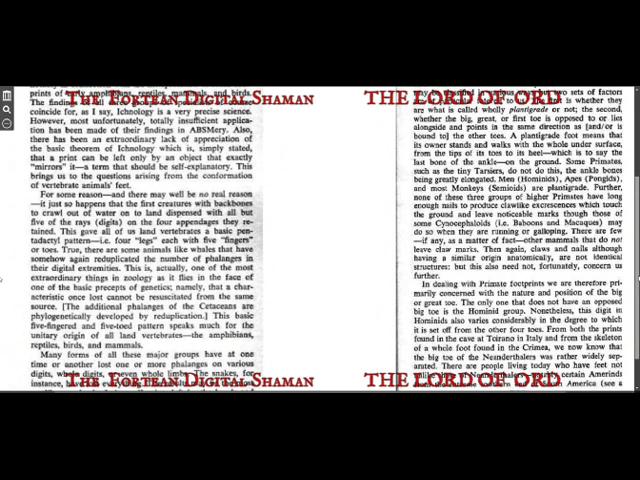 prints of early amphibians, reptiles, mammals, and birds.
THE FORTEAN DIGITAL SHAMAN
The findings of all
coincide for, as I say, Ichnology is a very precise science.
However, most unfortunately, totally insufficient applica-
tion has been made of their findings in ABSMery. Also,
there has been an extraordinary lack of appreciation of
the basic theorem of Ichnology which is, simply stated,
that a print can be left only by an object that exactly
"mirrors" it—a term that should be self-explanatory. This
brings us to the questions arising from the conformation
of vertebrate animals' feet.
For some reason—and there may well be no real reason
—it just so happened that the first creatures with backbones
to crawl out of water on to land dispensed with all but
five of the rays (digits) on the four appendages they re-
tained. This gave all of us land vertebrates a basic pen-
tadactyl pattern—i.e. four "legs" each with five "fingers"
or toes. True, there are some animals like whales that have
somehow again reduplicated the number of phalanges in
their digital extremities. This is, actually, one of the most
extraordinary things in zoology as it flies in the face of
one of the basic precepts of genetics; namely, that a char-
acteristic once lost cannot be resuscitated from the same
source. [The additional phalanges of the Cetaceans are
phylogenetically developed by reduplication.] This basic
five-fingered and five-toed pattern speaks much for the
unitary origin of all land vertebrates—the amphibians,
reptiles, birds, and mammals.
Many forms of all these major groups have at one
time or another lost one or more phalanges on various
digits, whole digits, or even whole limbs. The snakes, for
THE FORTEAN DIGITAL SHAMAN
instance, have
two sets of factors
THE LORD OF ORD
is whether they
are what is called wholly plantigrade or not; the second,
whether the big, great, or first toe is opposed to or lies
alongside and points in the same direction as [and/or is
bound to] the other toes. A plantigrade foot means that
its owner stands and walks with the whole under surface,
from the tips of its toes to its heel—which is to say the
last bone of the ankle—on the ground. Some Primates,
such as the tiny Tarsiers, do not do this, the ankle bones
being greatly elongated. Men (Hominids), Apes (Pongids),
and most Monkeys (Semioids) are plantigrade. Further,
none of these three groups of higher Primates have long
enough nails to produce clawlike excrescences which touch
the ground and leave noticeable marks though those of
some Cynocephaloids (i.e. Baboons and Macaques) may
do so when they are running or galloping. There are few
—if any, as a matter of fact—other mammals that do not
leave claw marks. Then again, claws and nails although
having a similar origin anatomically, are not identical
structures: but this also need not, fortunately, concern us
further.
In dealing with Primate footprints we are therefore pri-
marily concerned with the nature and position of the big
or great toe. The only one that does not have an opposed
big toe is the Hominid group. Nonetheless, this digit in
Hominids also varies considerably in the degree to which
it is set off from the other four toes. From both the prints
found in the cave at Toirano in Italy and from the skeleton
of a whole foot found in the Crimea, we now know that
the big toe of the Neanderthalers was rather widely sep-
arated. There are people living today who have feet not
THE LORD OF ORD
certain Amerinds
South America (see a